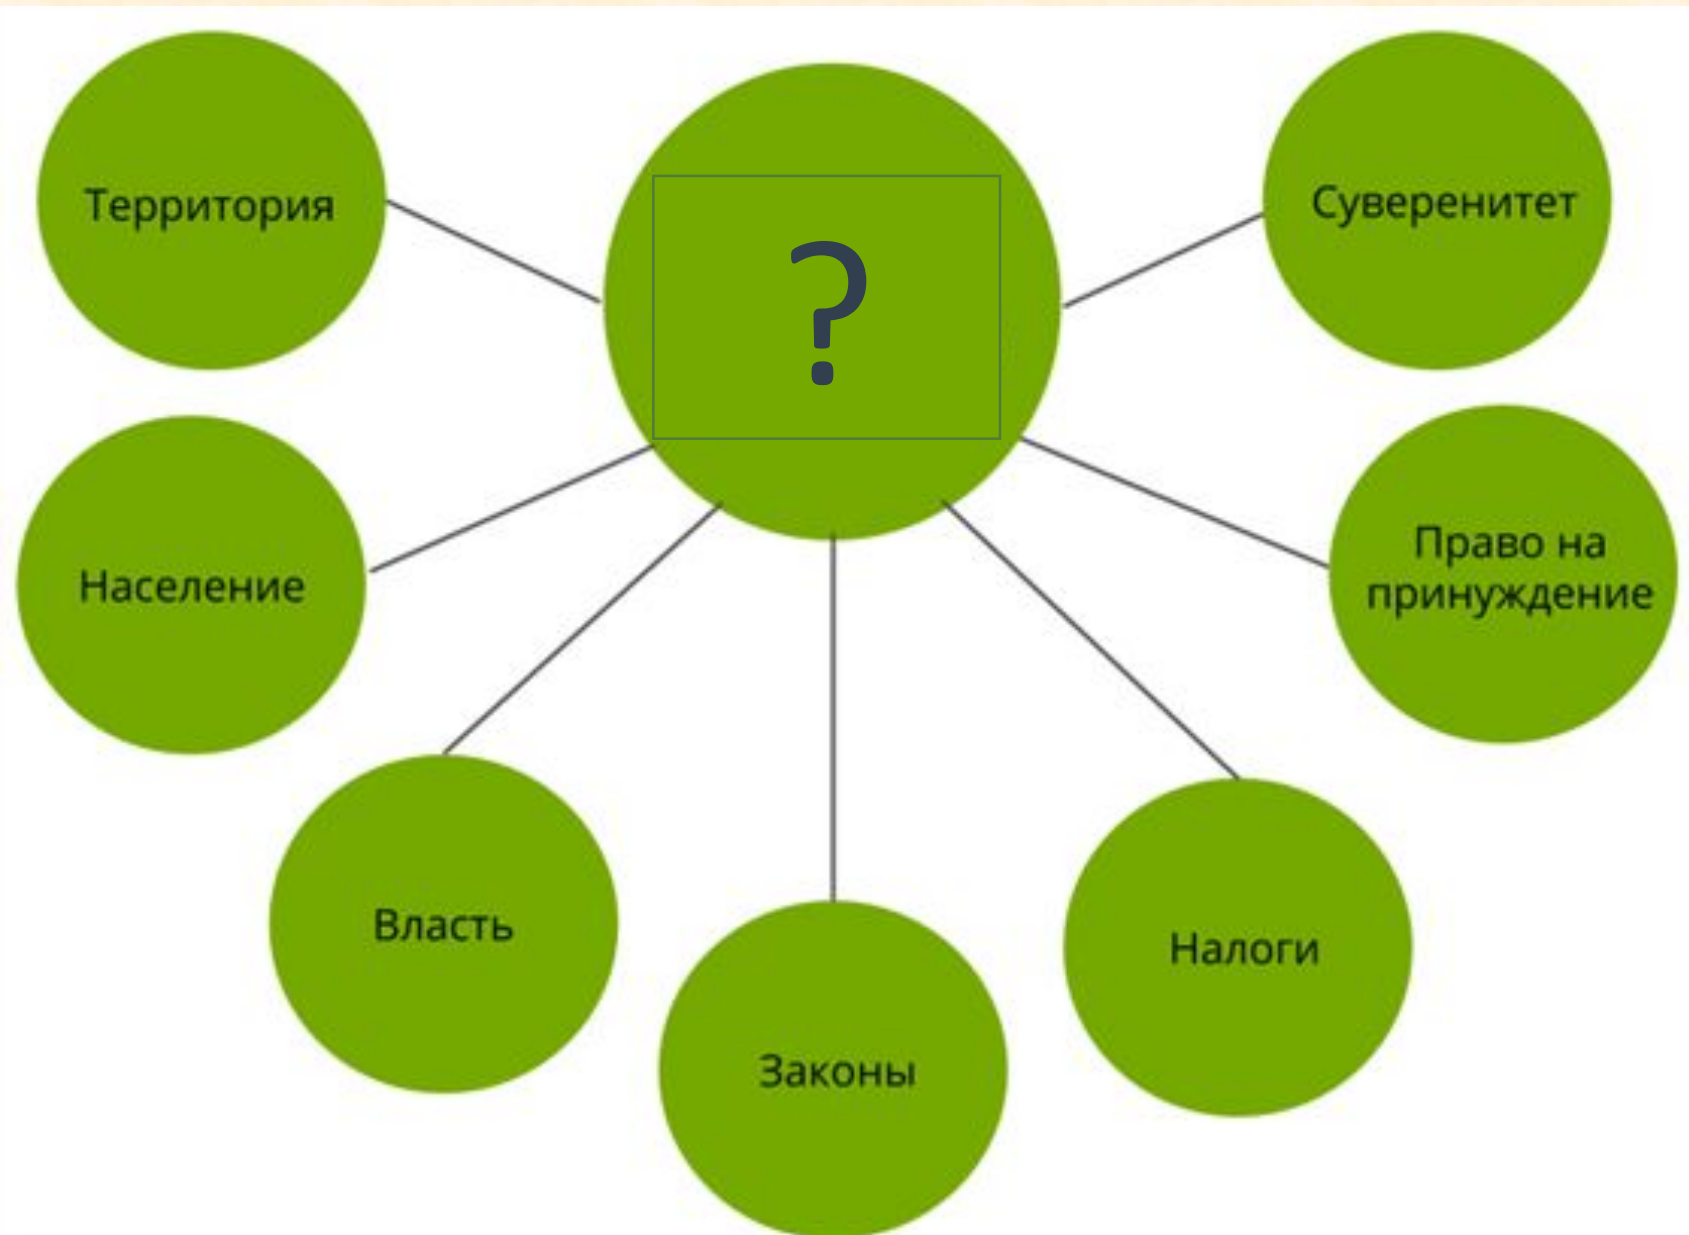 Территория
?
Суверенитет
Население
Право на
принуждение
Власть
Законы
Налоги